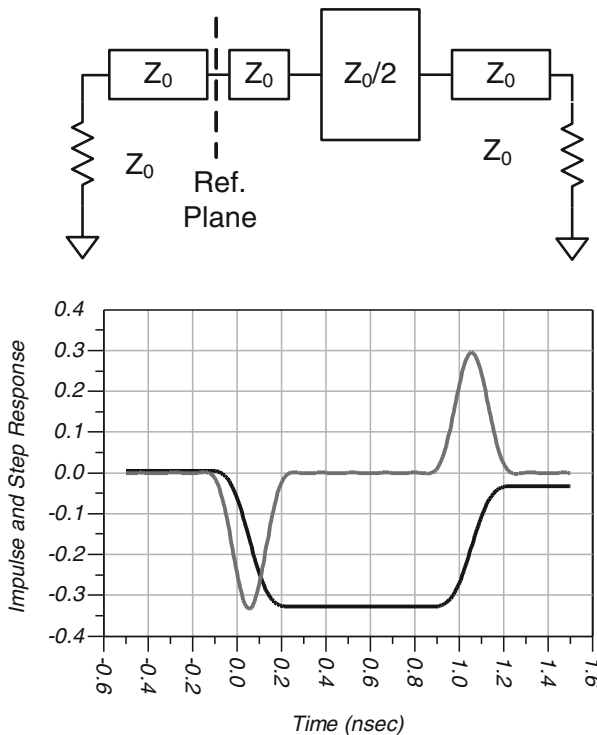 Z0 Z0 Z0/2 Z0
Z0 Z0
Ref.
Plane
Impulse and Step Response
0.4
0.3
0.2
0.1
0.0
-0.1
-0.2
-0.3
-0.4
-0.6 -0.4 -0.2 0.0 0.2 0.4 0.6 0.8 1.0 1.2 1.4 1.6
Time (nsec)